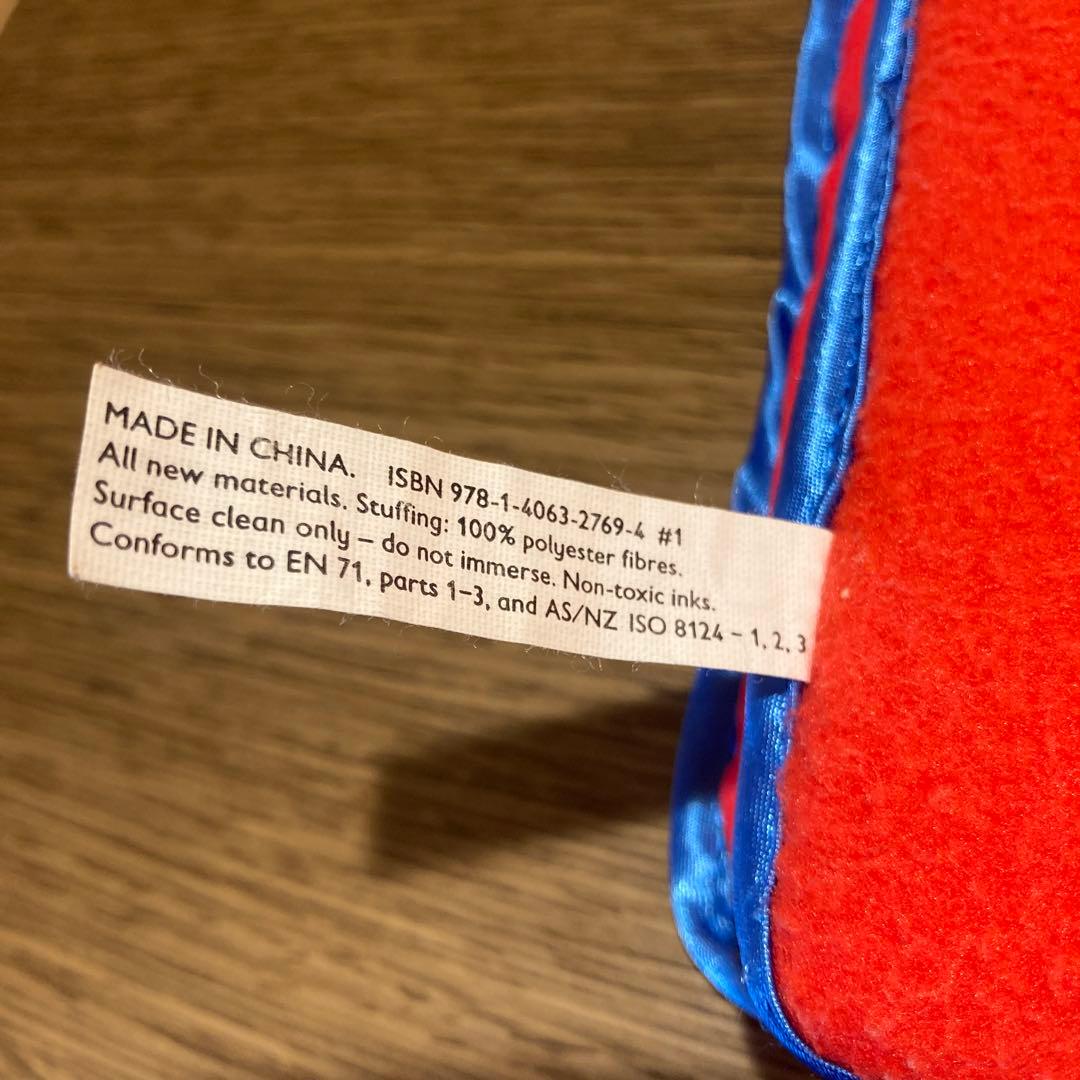 MADE IN CHINA. ISBN 978-1-4063-2769-4 #1
All new materials. Stuffing: 100% polyester fibres.
Surface clean only – do not immerse. Non-toxic inks.
Conforms to EN 71, parts 1–3, and AS/NZ ISO 8124 – 1, 2, 3